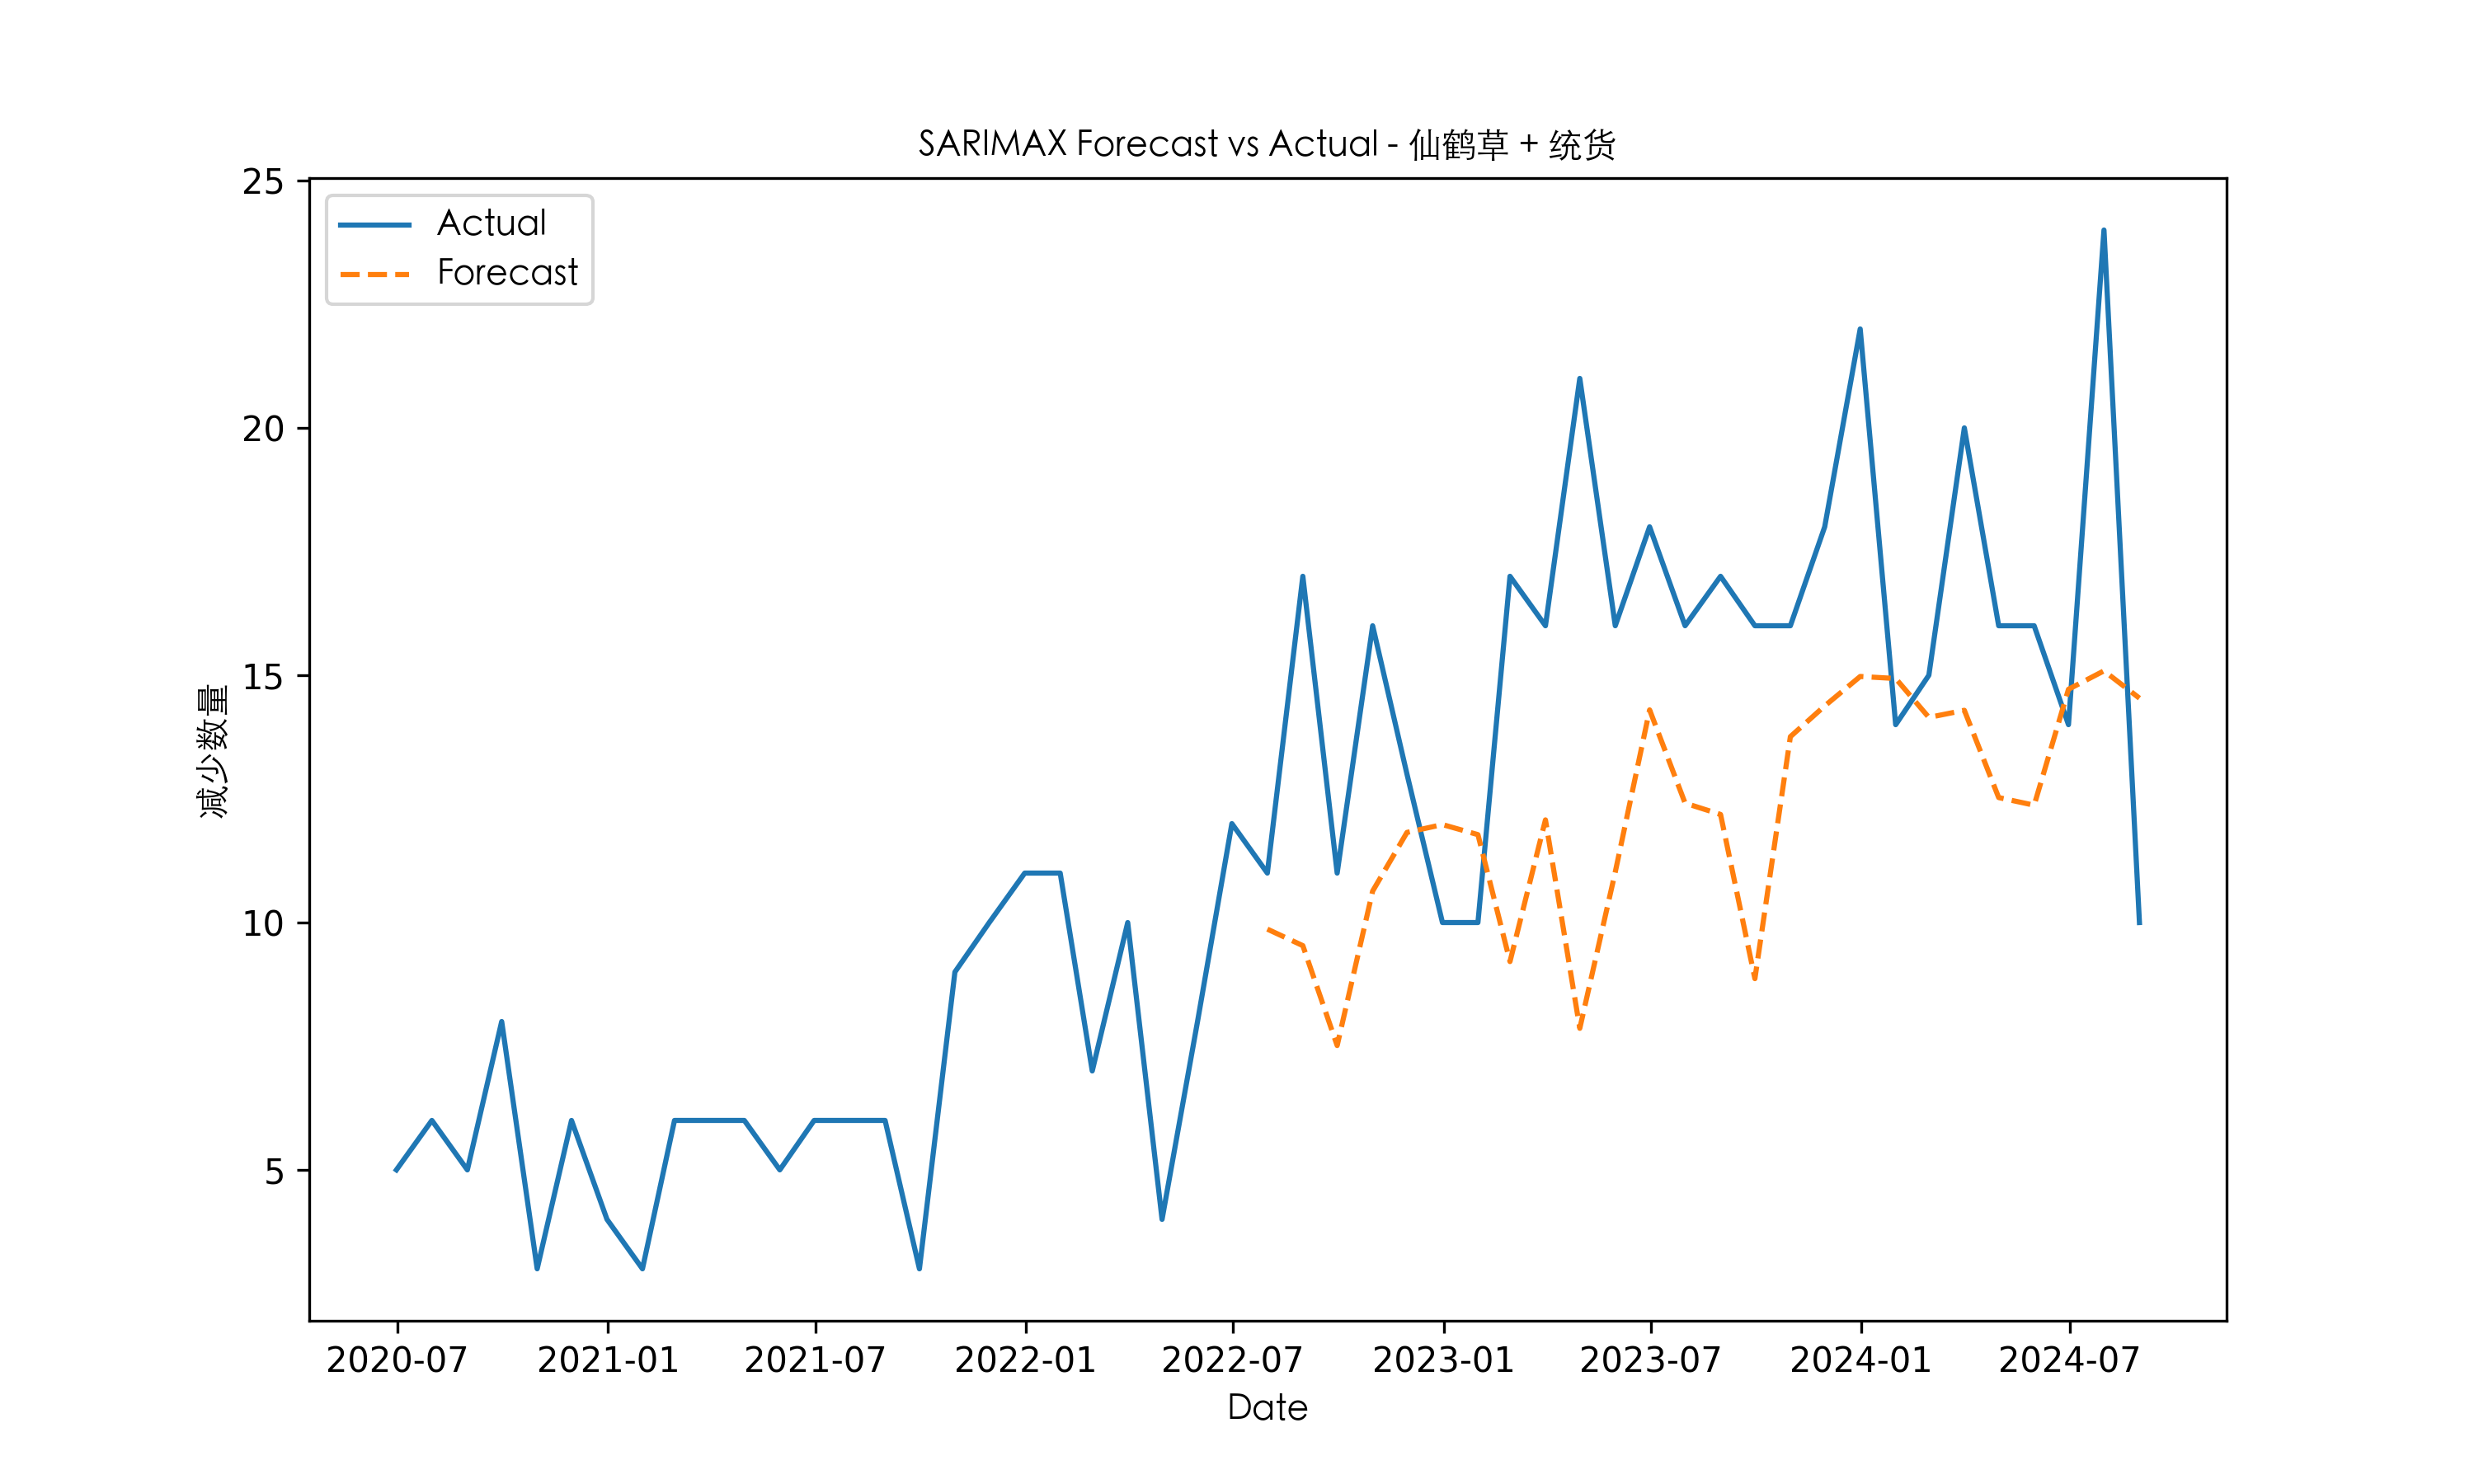 SARIMAX Forecast vs Actual - 仙鹤草 + 统货
Actual
Forecast
25
20
15
10
5
减少数量
2020-07 2021-01 2021-07 2022-01 2022-07 2023-01 2023-07 2024-01 2024-07
Date